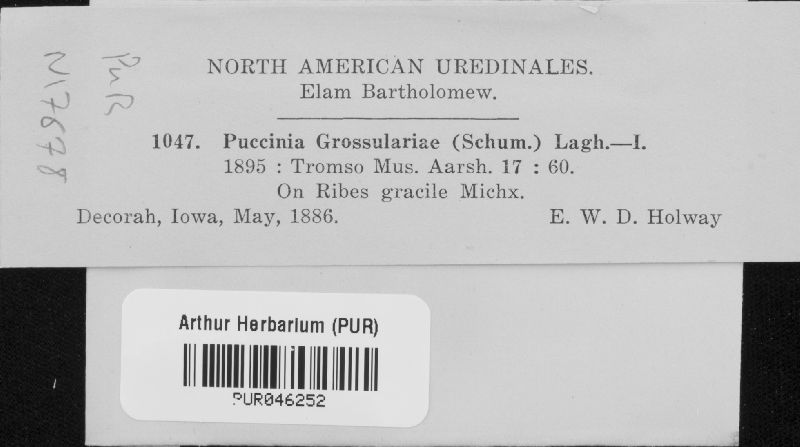 PUR
N7678
NORTH AMERICAN UREDINALES.
Elam Bartholomew.
1047. Puccinia Grossulariae (Schum.) Lagh.—I.
1895 : Tromso Mus. Aarsh. 17 : 60.
On Ribes gracile Michx.
Decorah, Iowa, May, 1886. E. W. D. Holway
Arthur Herbarium (PUR)
PUR046252